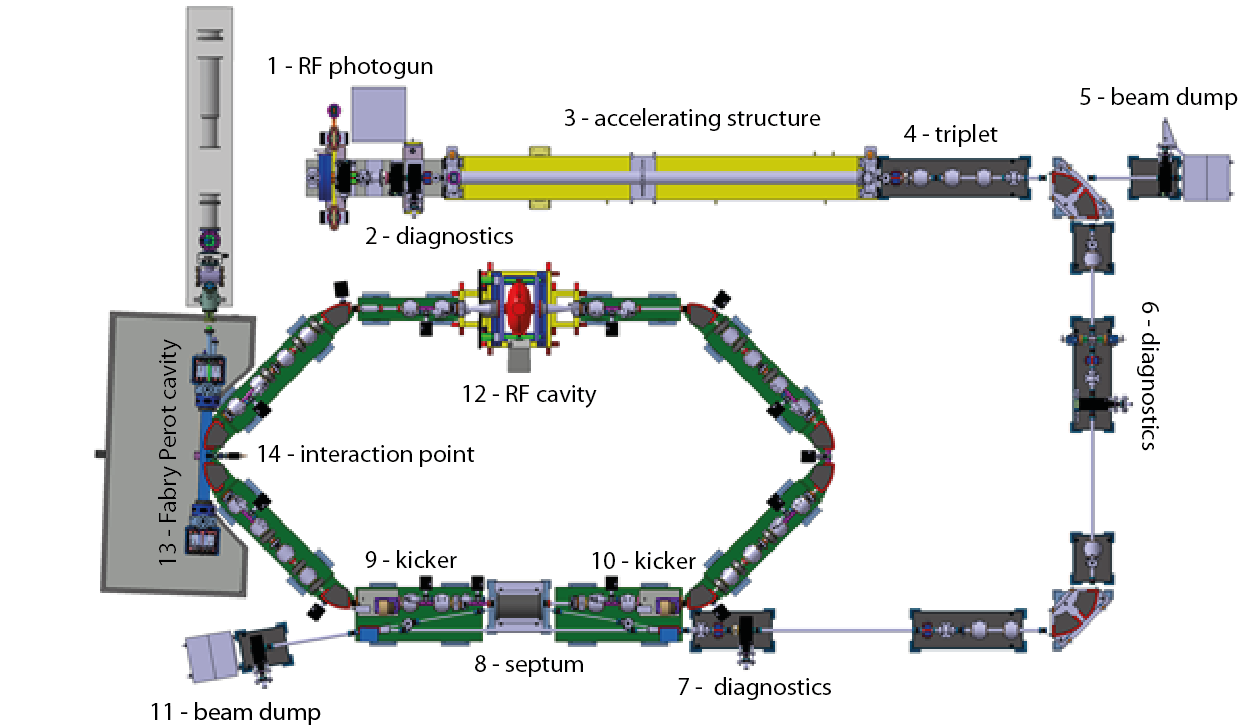 1 - RF photogun
5 - beam dump
3 - accelerating structure
4 - triplet
2 - diagnostics
6 - diagnostics
13 - Fabry Perot cavity
12 - RF cavity
14 - interaction point
9 - kicker
10 - kicker
8 - septum
7 - diagnostics
11 - beam dump